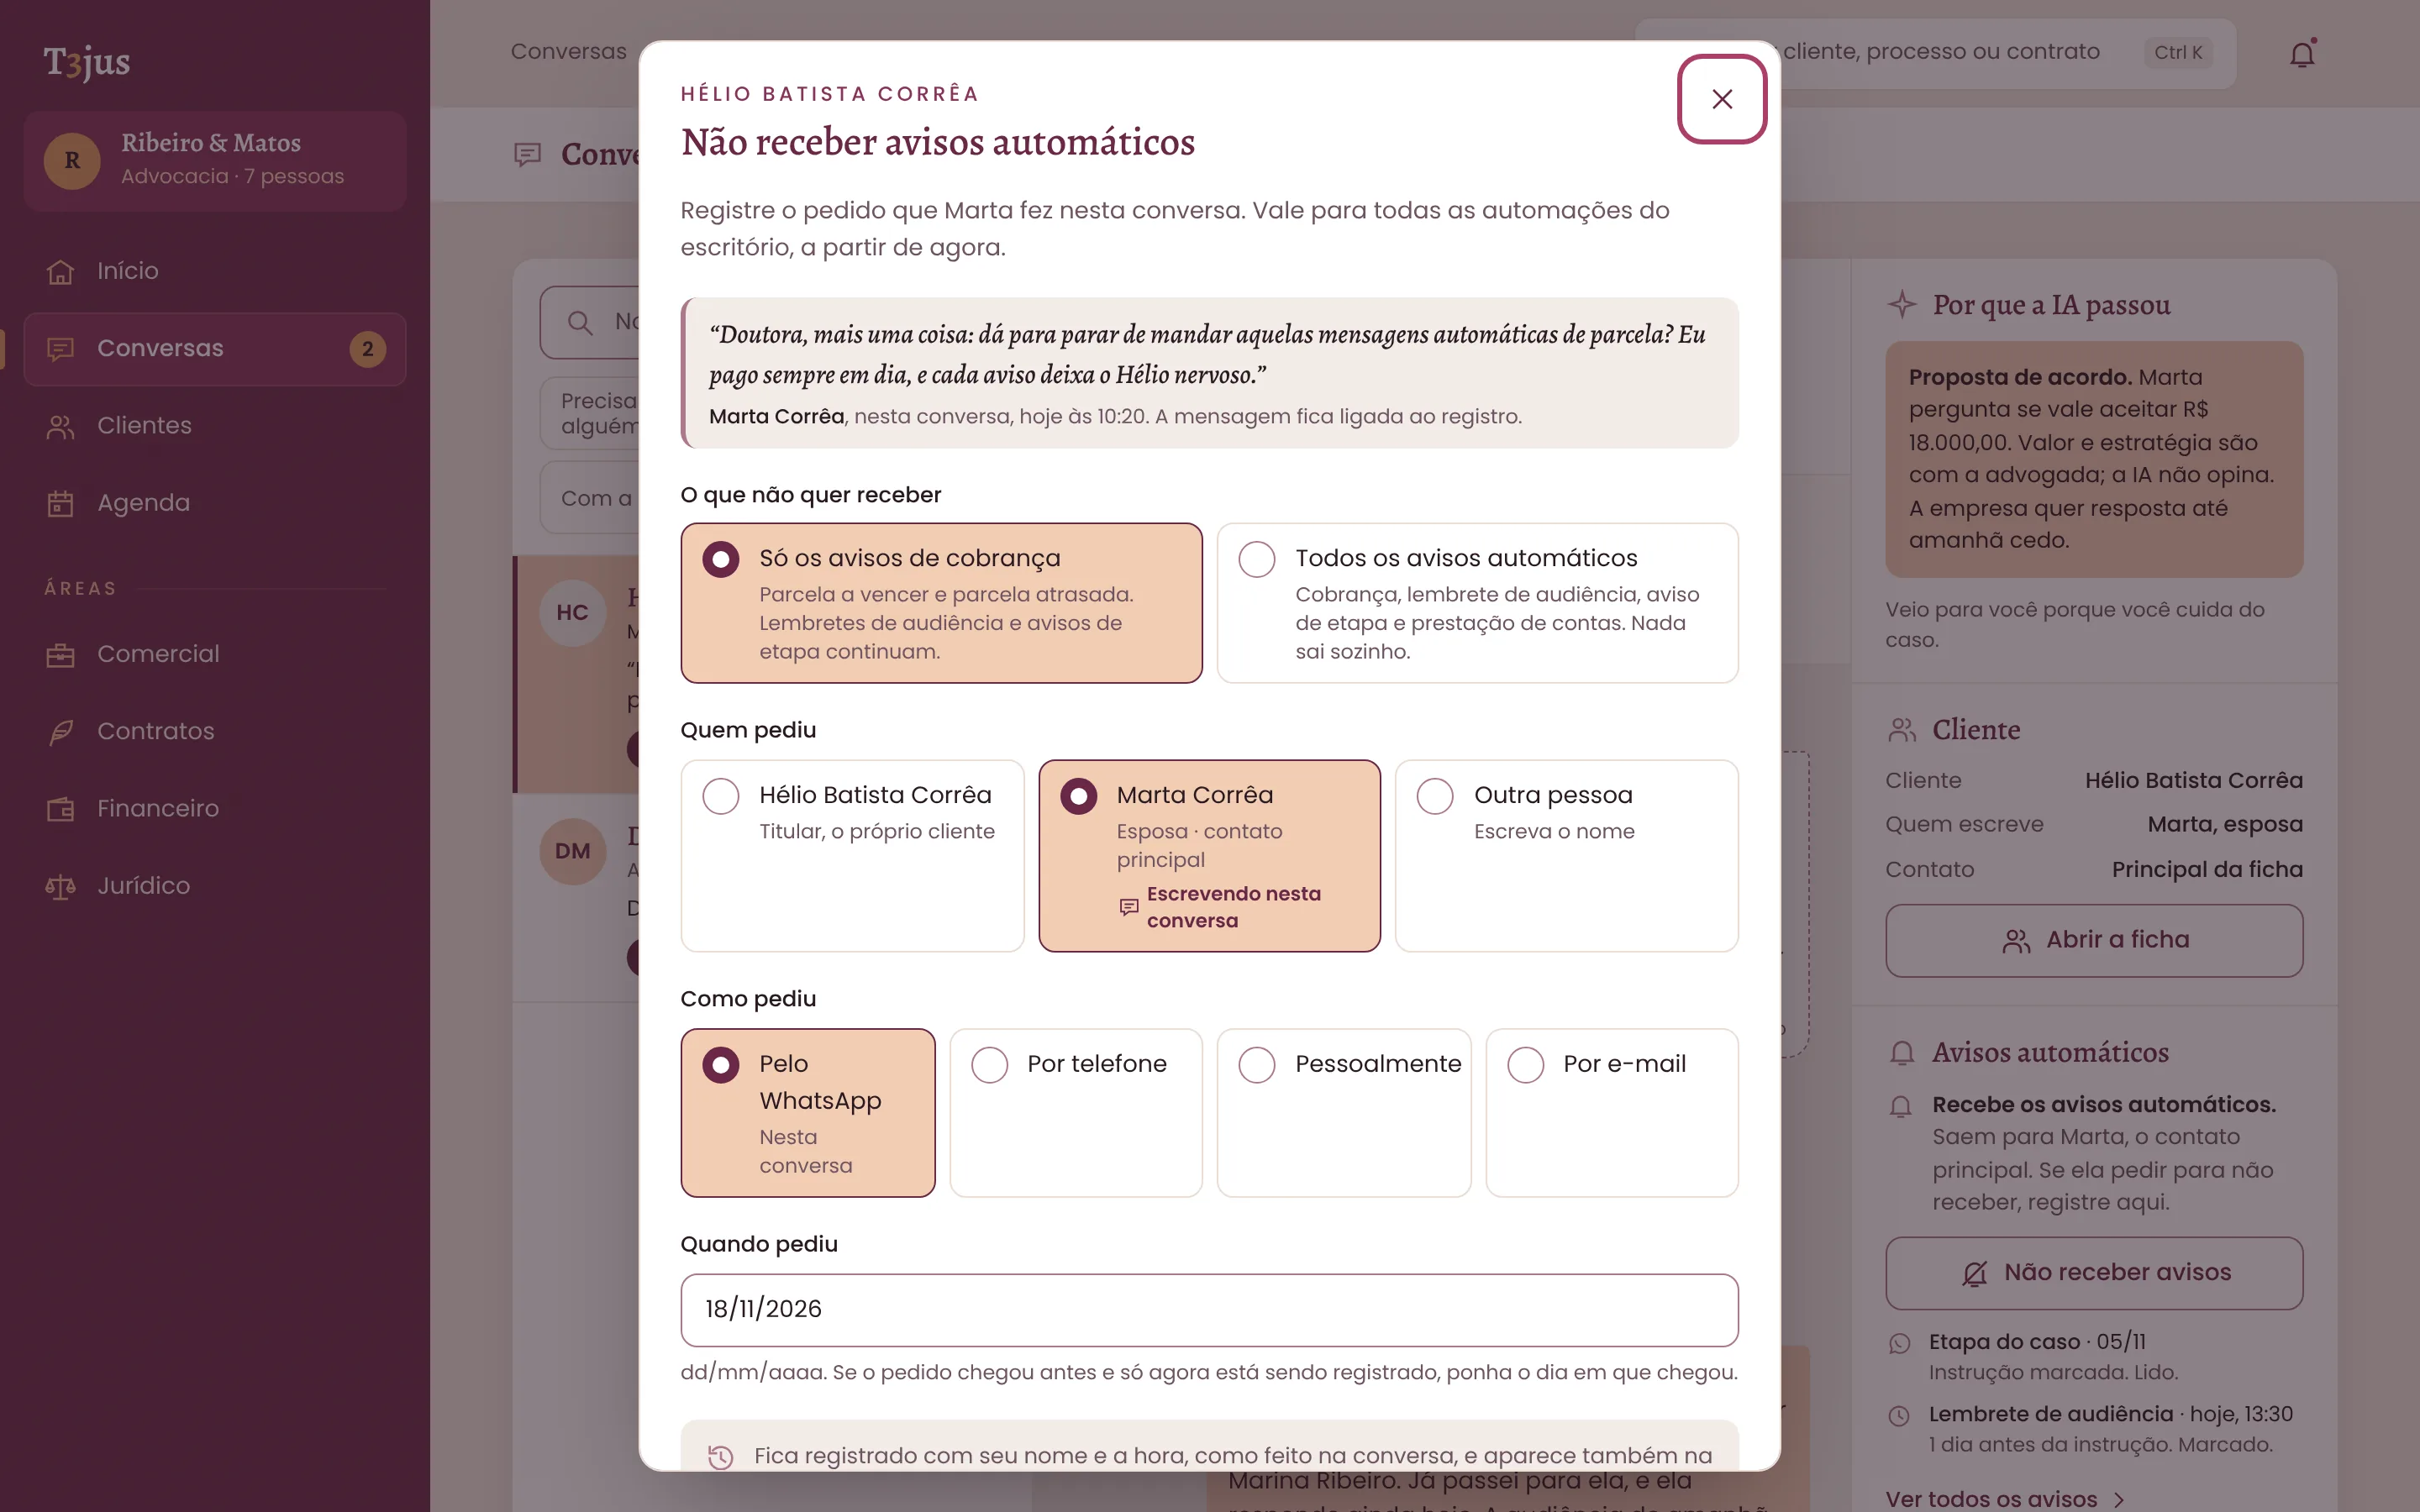 T3jus
Ribeiro & Matos
R
Advocacia · 7 pessoas
Início
Conversas
2
Clientes
Agenda
ÁREAS
Comercial
Contratos
Financeiro
Jurídico
Conversas
cliente, processo ou contrato
Ctrl K
Conve
No
Precisa
alguém
Com a
HC
DM
HÉLIO BATISTA CORRÊA
Não receber avisos automáticos
Registre o pedido que Marta fez nesta conversa. Vale para todas as automações do
escritório, a partir de agora.
“Doutora, mais uma coisa: dá para parar de mandar aquelas mensagens automáticas de parcela? Eu
pago sempre em dia, e cada aviso deixa o Hélio nervoso.”
Marta Corrêa, nesta conversa, hoje às 10:20. A mensagem fica ligada ao registro.
O que não quer receber
Só os avisos de cobrança
Parcela a vencer e parcela atrasada.
Lembretes de audiência e avisos de
etapa continuam.
Todos os avisos automáticos
Cobrança, lembrete de audiência, aviso
de etapa e prestação de contas. Nada
sai sozinho.
Quem pediu
Hélio Batista Corrêa
Titular, o próprio cliente
Marta Corrêa
Esposa · contato
principal
Escrevendo nesta
conversa
Outra pessoa
Escreva o nome
Como pediu
Pelo
WhatsApp
Nesta
conversa
Por telefone
Pessoalmente
Por e-mail
Quando pediu
18/11/2026
dd/mm/aaaa. Se o pedido chegou antes e só agora está sendo registrado, ponha o dia em que chegou.
Fica registrado com seu nome e a hora, como feito na conversa, e aparece também na
Marina Ribeiro. Já passei para ela, e ela
Por que a IA passou
Proposta de acordo. Marta
pergunta se vale aceitar R$
18.000,00. Valor e estratégia são
com a advogada; a IA não opina.
A empresa quer resposta até
amanhã cedo.
Veio para você porque você cuida do
caso.
Cliente
Cliente
Hélio Batista Corrêa
Quem escreve
Marta, esposa
Contato
Principal da ficha
Abrir a ficha
Avisos automáticos
Recebe os avisos automáticos.
Saem para Marta, o contato
principal. Se ela pedir para não
receber, registre aqui.
Não receber avisos
Etapa do caso · 05/11
Instrução marcada. Lido.
Lembrete de audiência · hoje, 13:30
1 dia antes da instrução. Marcado.
Ver todos os avisos